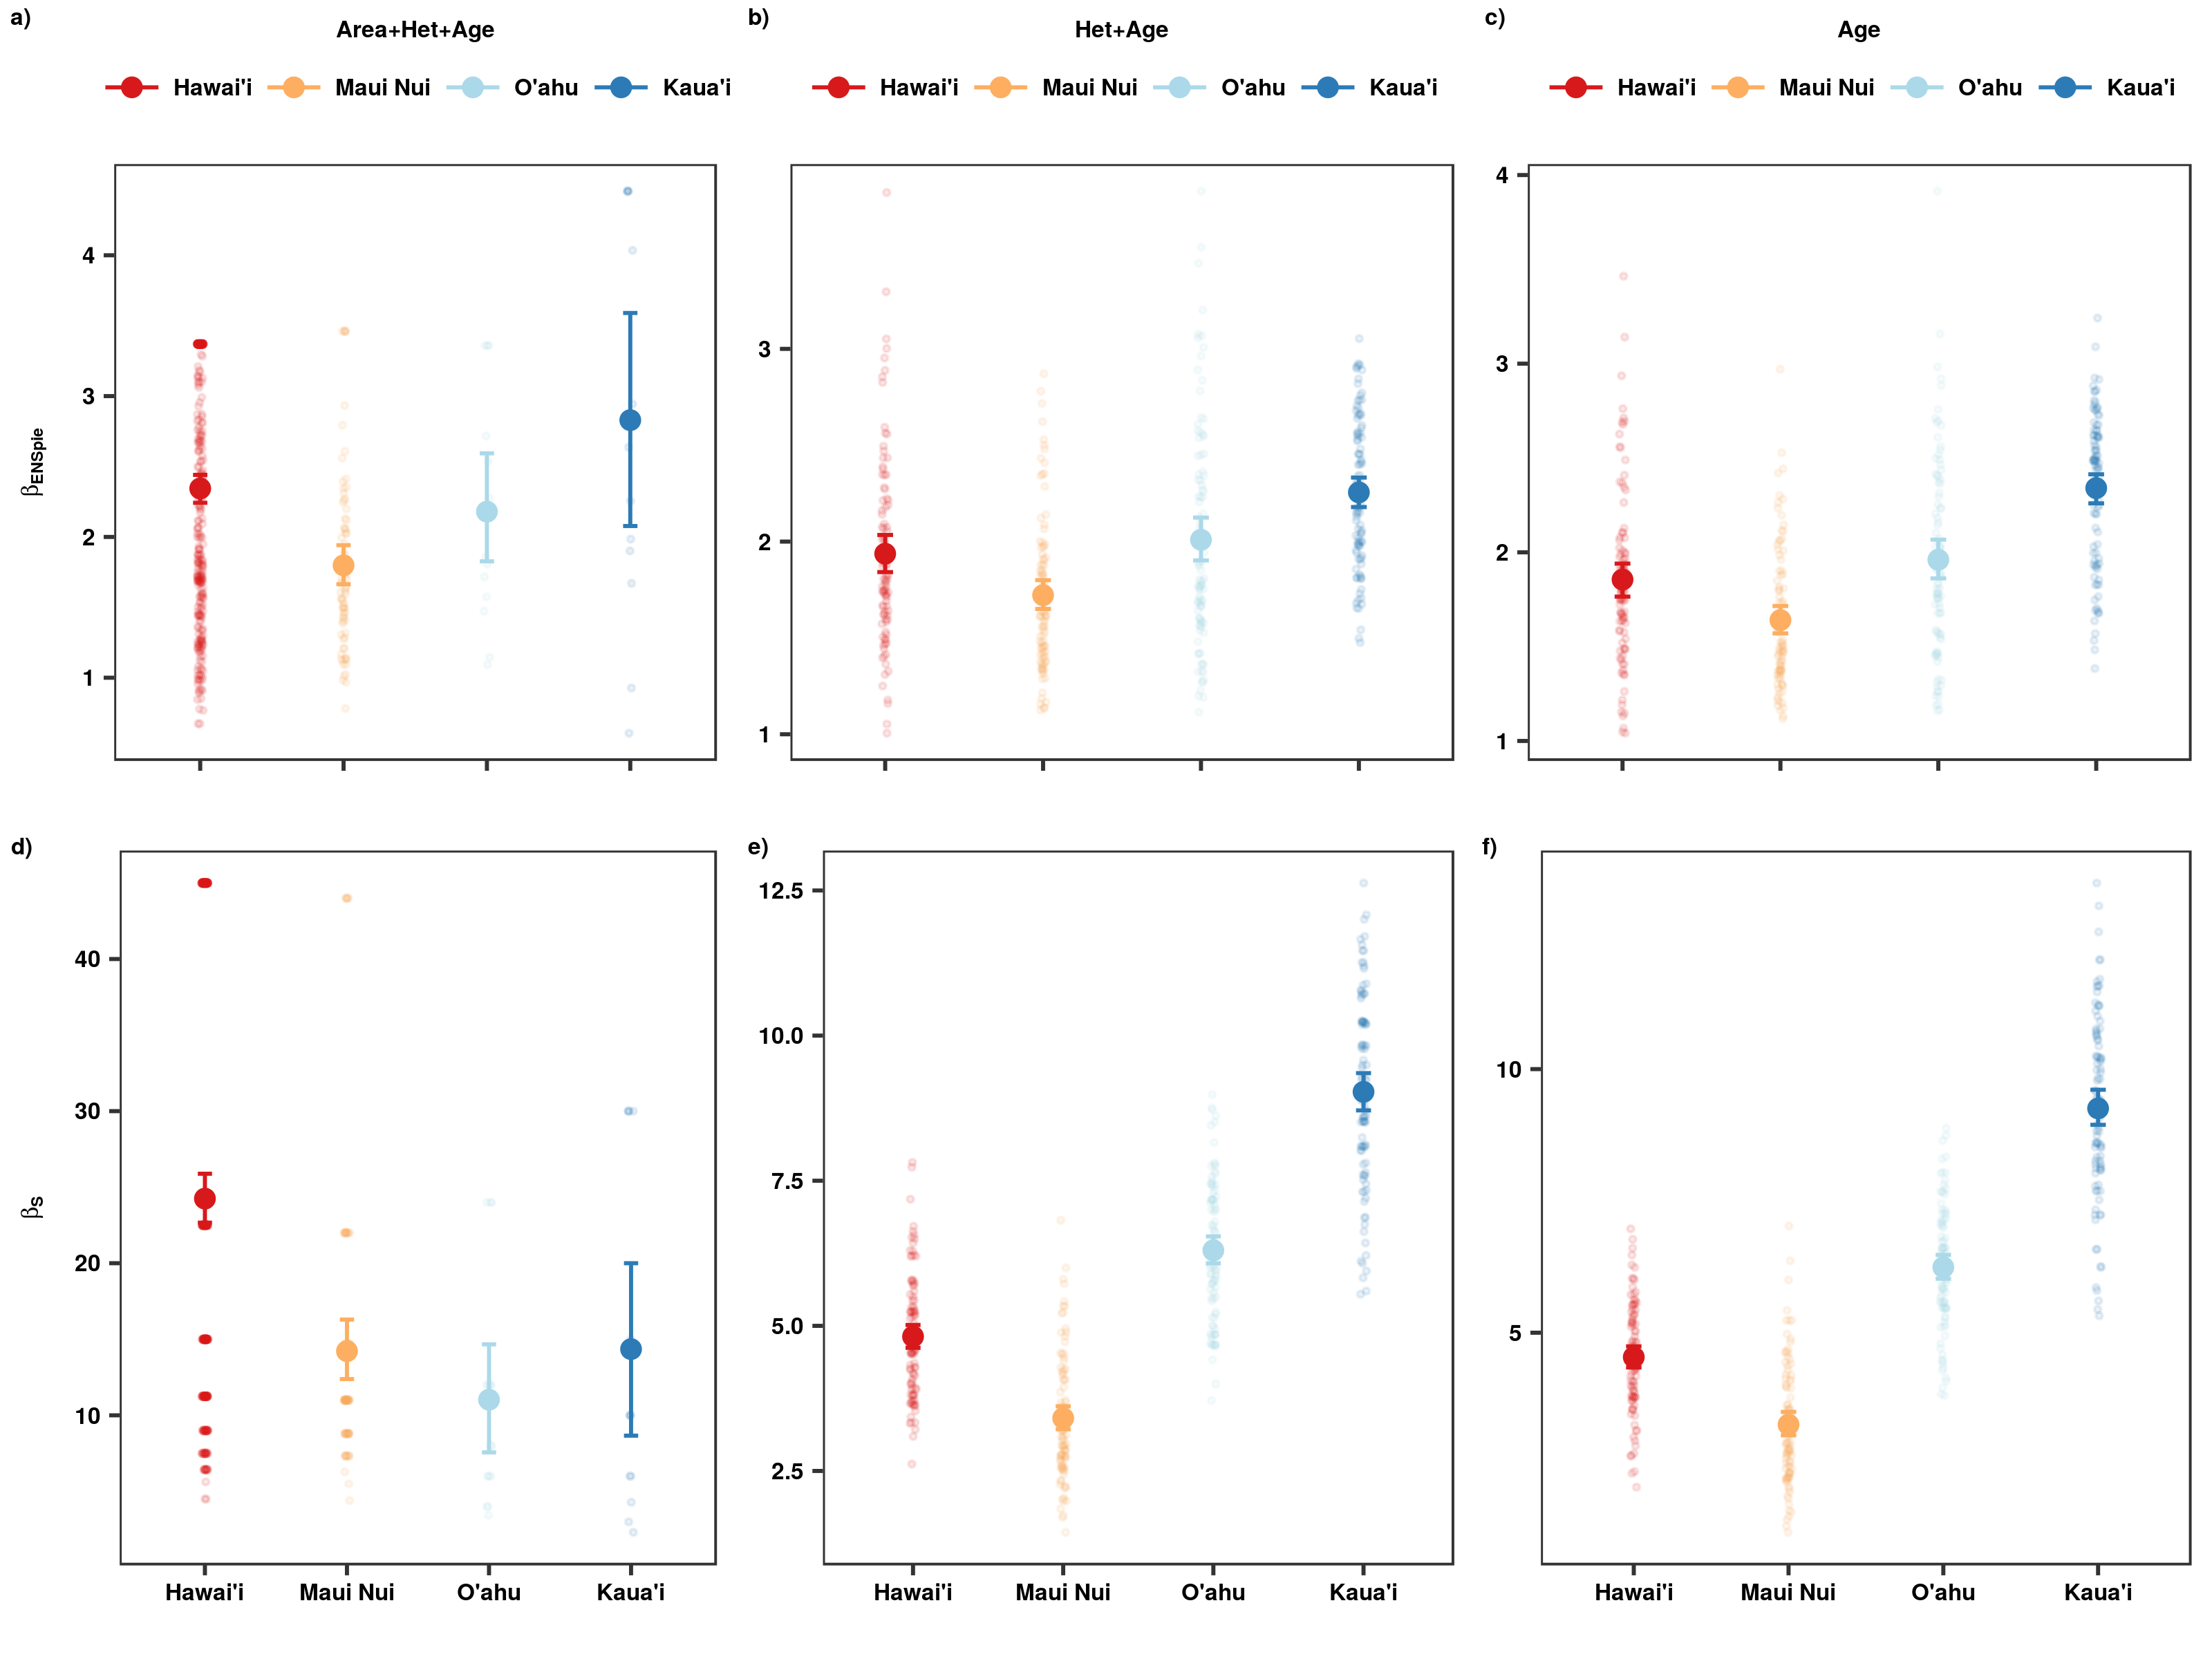 a)
Area+Het+Age
b)
Het+Age
c)
Age
Hawai'i Maui Nui O'ahu Kaua'i
Hawai'i Maui Nui O'ahu Kaua'i
Hawai'i Maui Nui O'ahu Kaua'i
βENSpie
4
3
2
1
3
2
1
4
3
2
1
d)
βS
40
30
20
10
Hawai'i Maui Nui O'ahu Kaua'i
e)
12.5
10.0
7.5
5.0
2.5
Hawai'i Maui Nui O'ahu Kaua'i
f)
10
5
Hawai'i Maui Nui O'ahu Kaua'i